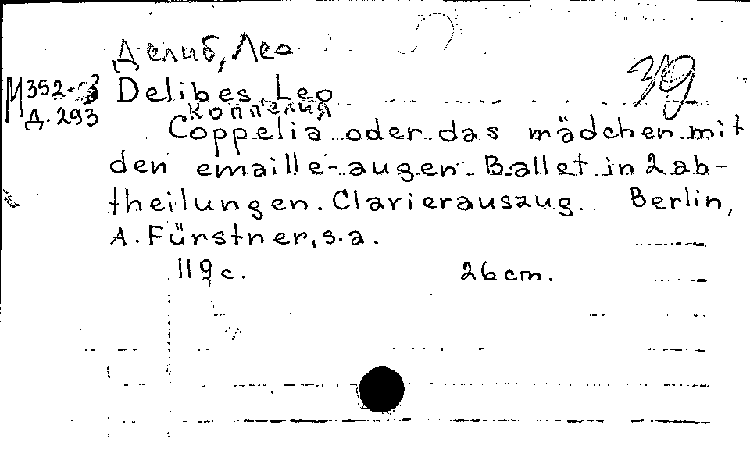 Делиб, Лео
39
М352-3 Delibes, Leo
Д.293 Коппелия
Coppelia oder das mädchen mit
den emaille-augen. Ballet in 2 ab-
theilungen. Clavierauszug. Berlin,
A. Fürstner, s.a.
119 c. 26 cm.